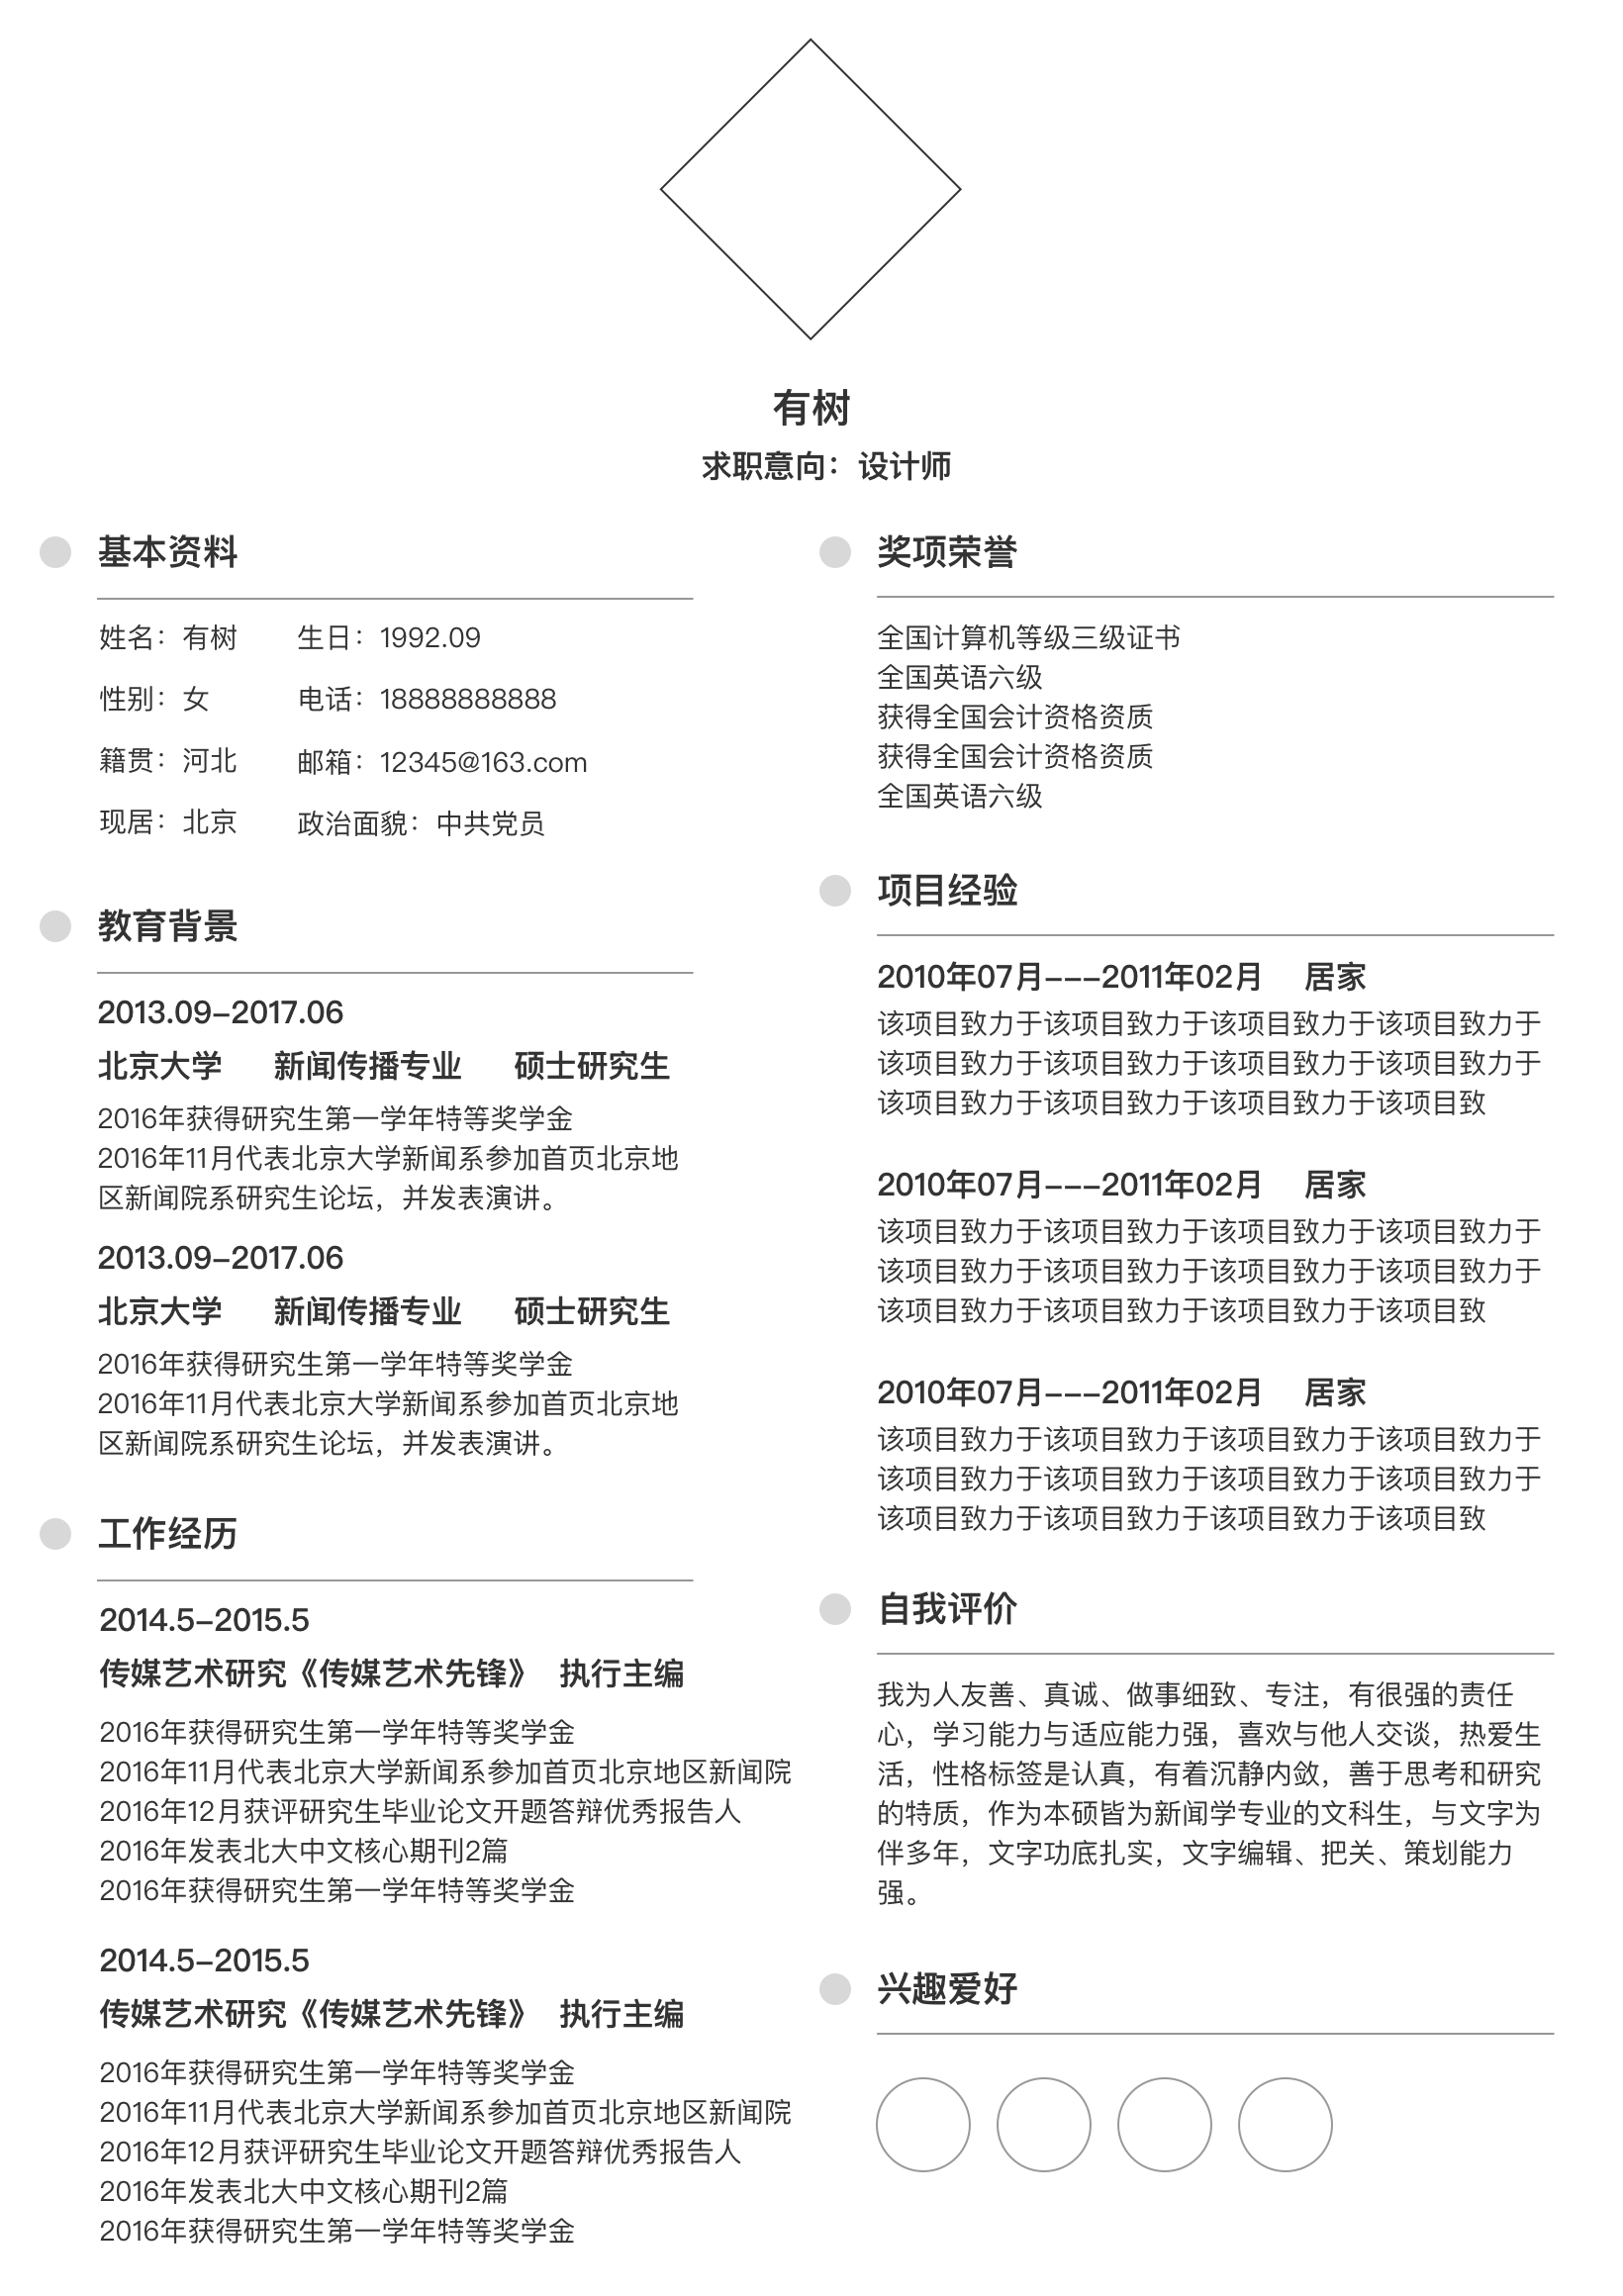 有树
求职意向：设计师
基本资料
姓名：有树 生日：1992.09
性别：女 电话：18888888888
籍贯：河北 邮箱：12345@163.com
现居：北京 政治面貌：中共党员
教育背景
2013.09-2017.06
北京大学 新闻传播专业 硕士研究生
2016年获得研究生第一学年特等奖学金
2016年11月代表北京大学新闻系参加首页北京地
区新闻院系研究生论坛，并发表演讲。
2013.09-2017.06
北京大学 新闻传播专业 硕士研究生
2016年获得研究生第一学年特等奖学金
2016年11月代表北京大学新闻系参加首页北京地
区新闻院系研究生论坛，并发表演讲。
工作经历
2014.5-2015.5
传媒艺术研究《传媒艺术先锋》 执行主编
2016年获得研究生第一学年特等奖学金
2016年11月代表北京大学新闻系参加首页北京地区新闻院
2016年12月获评研究生毕业论文开题答辩优秀报告人
2016年发表北大中文核心期刊2篇
2016年获得研究生第一学年特等奖学金
2014.5-2015.5
传媒艺术研究《传媒艺术先锋》 执行主编
2016年获得研究生第一学年特等奖学金
2016年11月代表北京大学新闻系参加首页北京地区新闻院
2016年12月获评研究生毕业论文开题答辩优秀报告人
2016年发表北大中文核心期刊2篇
2016年获得研究生第一学年特等奖学金
奖项荣誉
全国计算机等级三级证书
全国英语六级
获得全国会计资格资质
获得全国会计资格资质
全国英语六级
项目经验
2010年07月---2011年02月 居家
该项目致力于该项目致力于该项目致力于该项目致力于
该项目致力于该项目致力于该项目致力于该项目致力于
该项目致力于该项目致力于该项目致力于该项目致
2010年07月---2011年02月 居家
该项目致力于该项目致力于该项目致力于该项目致力于
该项目致力于该项目致力于该项目致力于该项目致力于
该项目致力于该项目致力于该项目致力于该项目致
2010年07月---2011年02月 居家
该项目致力于该项目致力于该项目致力于该项目致力于
该项目致力于该项目致力于该项目致力于该项目致力于
该项目致力于该项目致力于该项目致力于该项目致
自我评价
我为人友善、真诚、做事细致、专注，有很强的责任
心，学习能力与适应能力强，喜欢与他人交谈，热爱生
活，性格标签是认真，有着沉静内敛，善于思考和研究
的特质，作为本硕皆为新闻学专业的文科生，与文字为
伴多年，文字功底扎实，文字编辑、把关、策划能力
强。
兴趣爱好